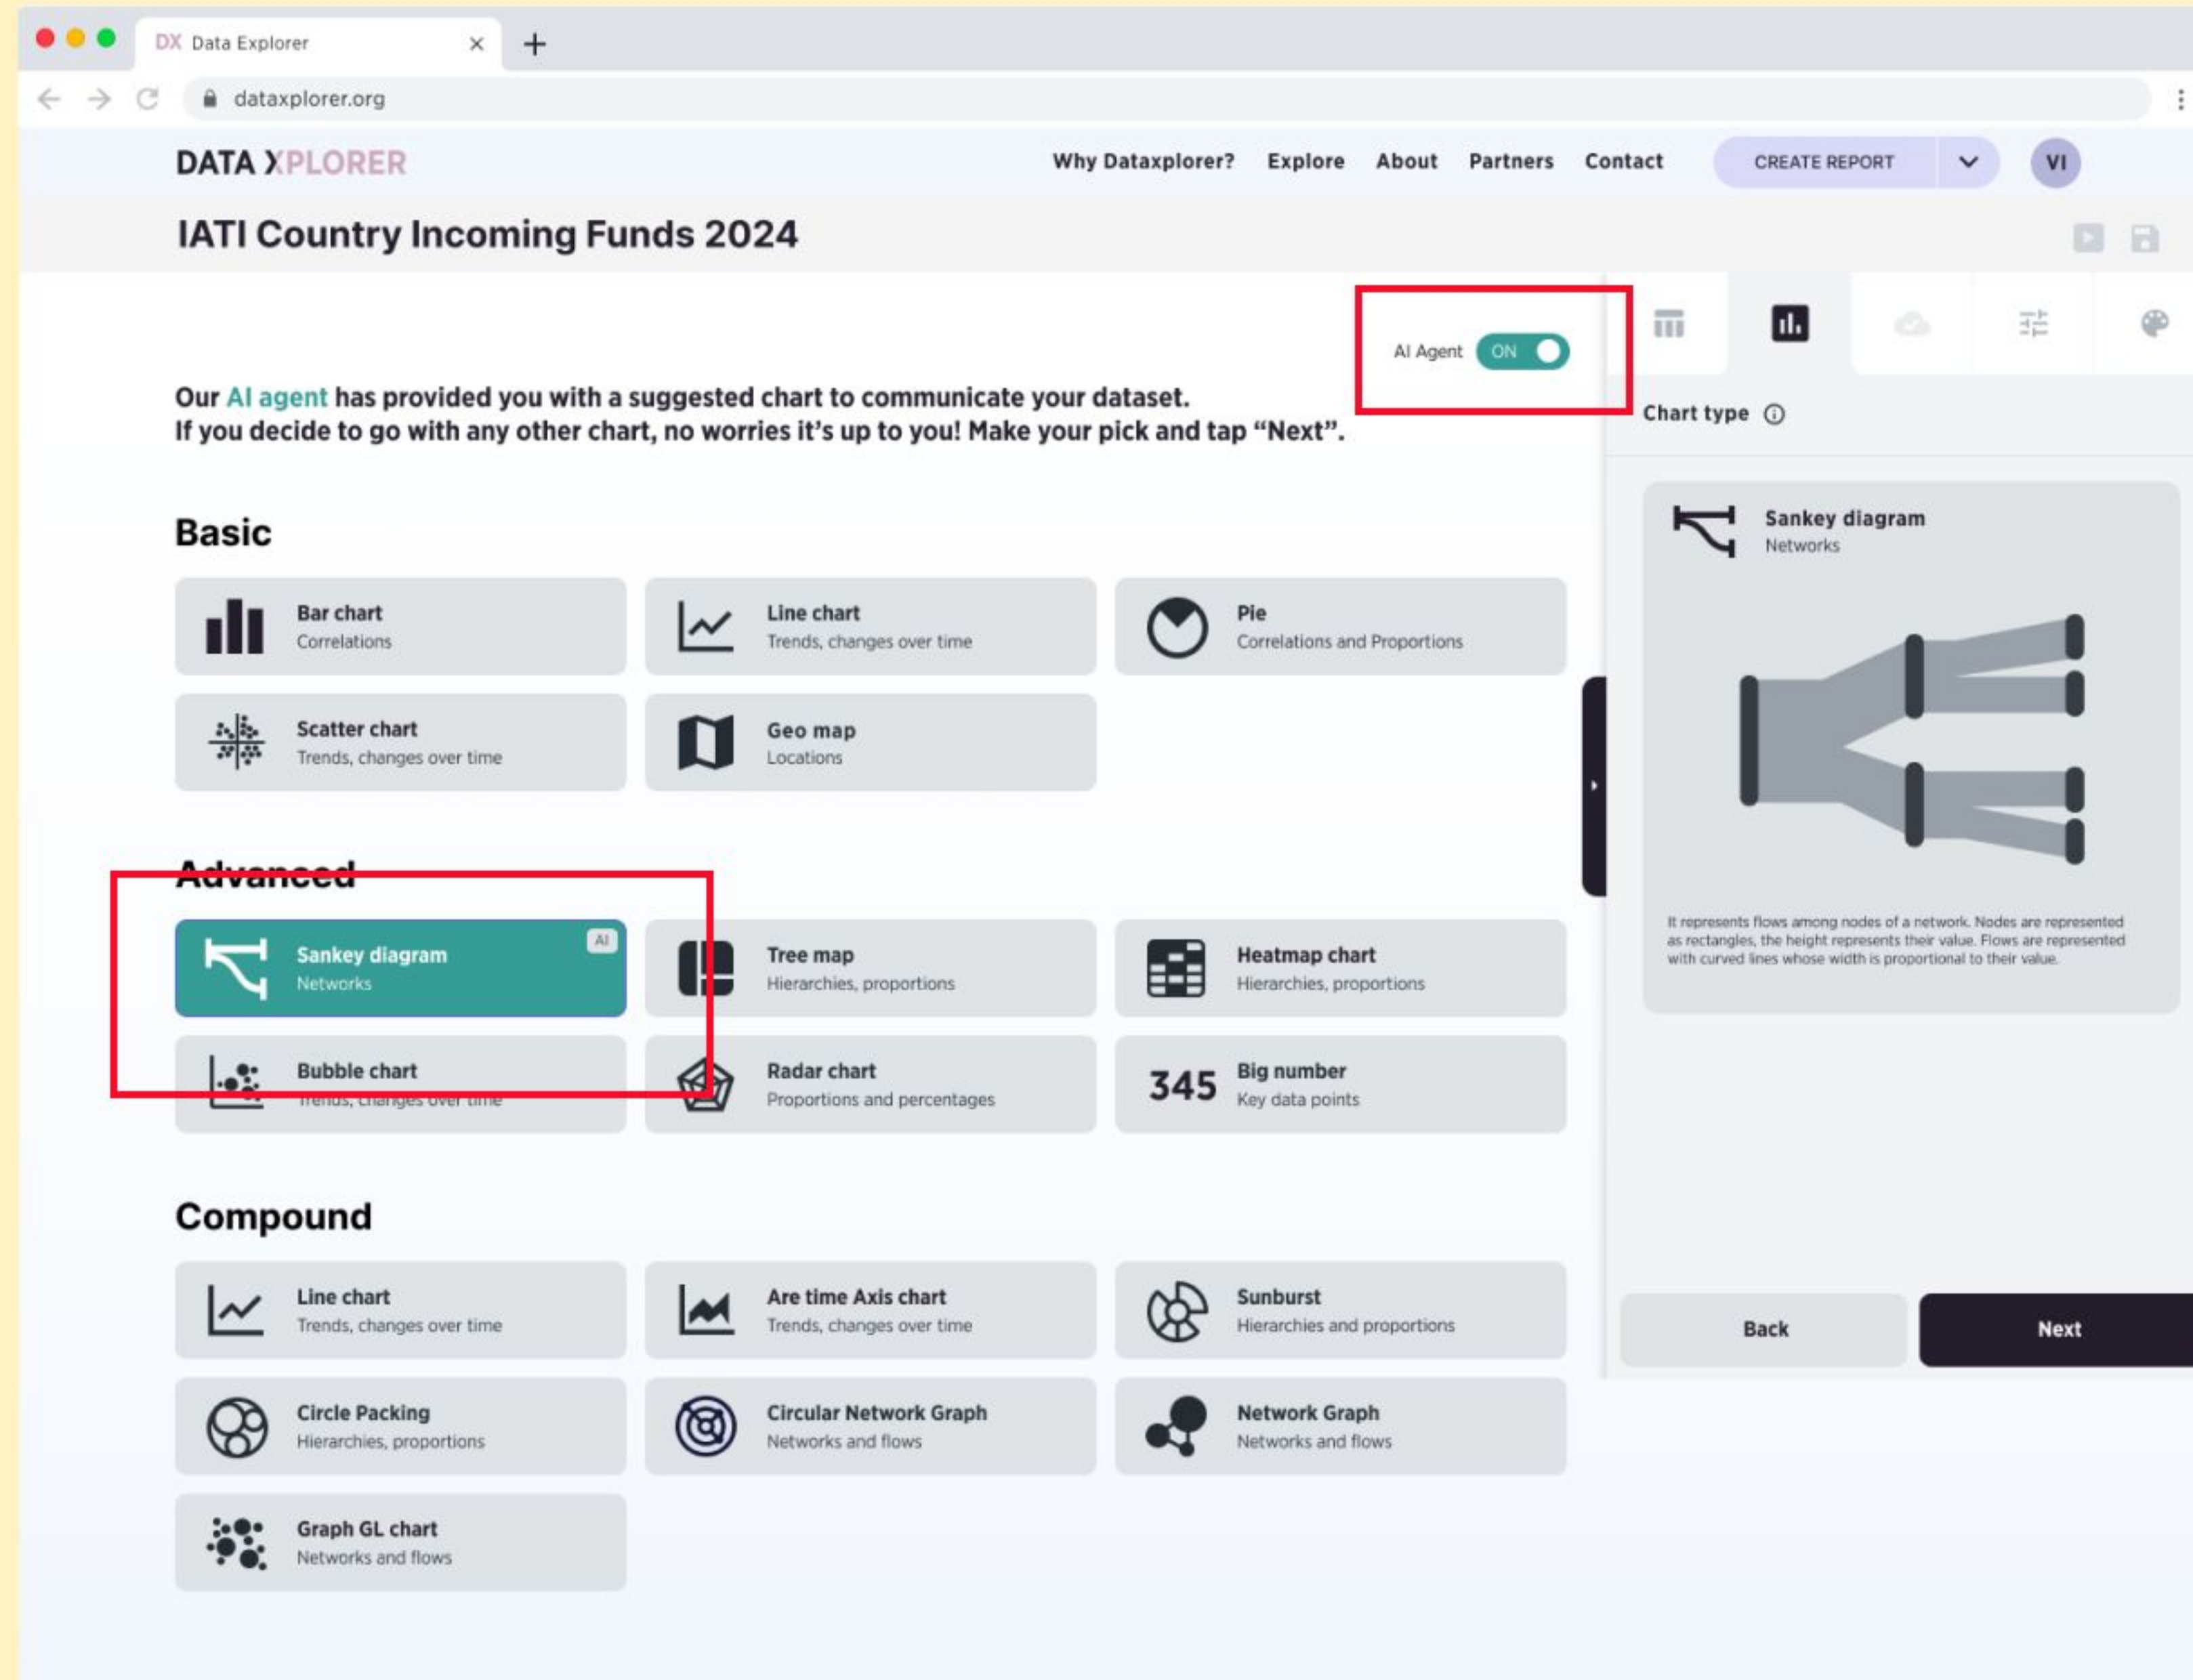 DX Data Explorer
dataxplorer.org
DATA XPLORER
Why Dataxplorer? Explore About Partners Contact CREATE REPORT VI
IATI Country Incoming Funds 2024
AI Agent ON
Our AI agent has provided you with a suggested chart to communicate your dataset.
If you decide to go with any other chart, no worries it's up to you! Make your pick and tap “Next”.
Basic
Bar chart
Correlations
Line chart
Trends, changes over time
Pie
Correlations and Proportions
Scatter chart
Trends, changes over time
Geo map
Locations
Advanced
Sankey diagram
Networks
AI
Tree map
Hierarchies, proportions
Heatmap chart
Hierarchies, proportions
Bubble chart
Trends, changes over time
Radar chart
Proportions and percentages
345
Big number
Key data points
Compound
Line chart
Trends, changes over time
Are time Axis chart
Trends, changes over time
Sunburst
Hierarchies and proportions
Circle Packing
Hierarchies, proportions
Circular Network Graph
Networks and flows
Network Graph
Networks and flows
Graph GL chart
Networks and flows
Chart type
Sankey diagram
Networks
It represents flows among nodes of a network. Nodes are represented
as rectangles, the height represents their value. Flows are represented
with curved lines whose width is proportional to their value.
Back
Next